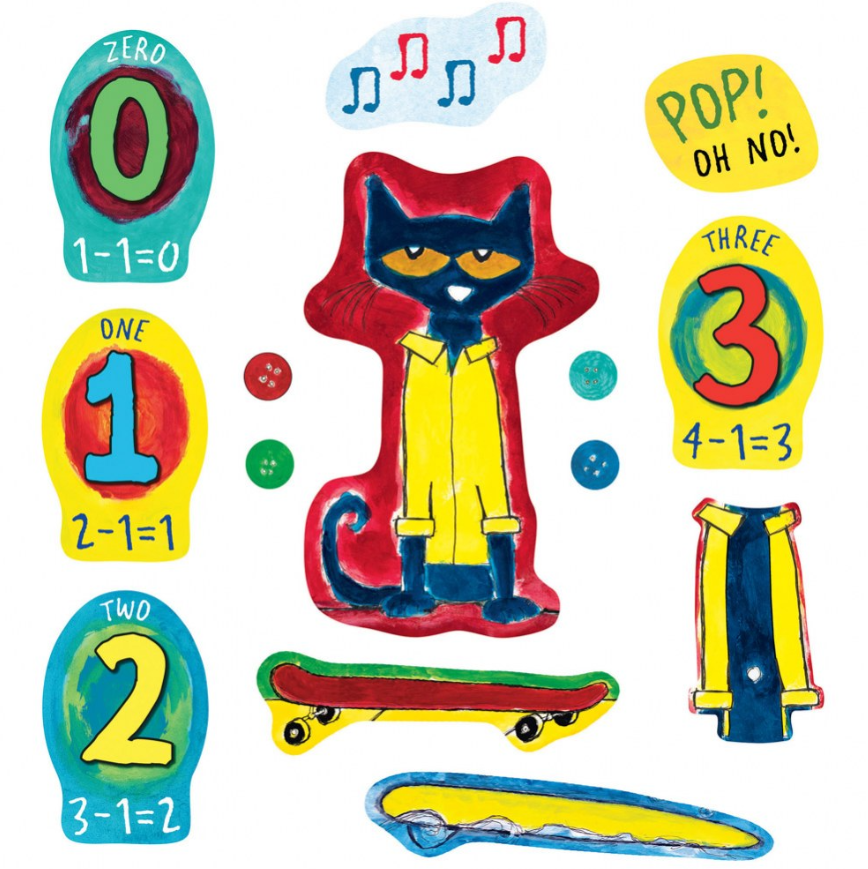 ZERO
0
1-1=0
ONE
1
2-1=1
TWO
2
3-1=2
POP!
OH NO!
THREE
3
4-1=3